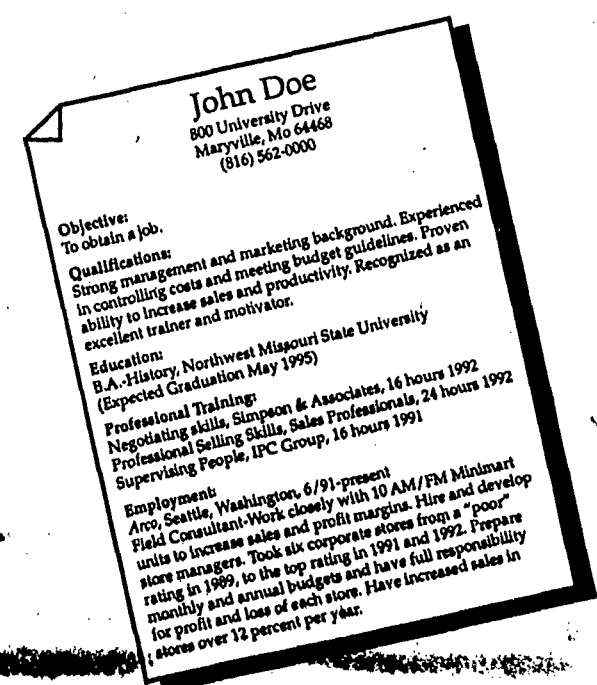 John Doe
800 University Drive
Maryville, Mo 64468
(816) 562-0000
Objective:
To obtain a job.
Qualifications:
Strong management and marketing background. Experienced
in controlling costs and meeting budget guidelines. Proven
ability to increase sales and productivity. Recognized as an
excellent trainer and motivator.
Education:
B.A.-History, Northwest Missouri State University
(Expected Graduation May 1995)
Professional Training:
Negotiating skills, Simpson & Associates, 16 hours 1992
Professional Selling Skills, Sales Professionals, 24 hours 1992
Supervising People, IPC Group, 16 hours 1991
Employment:
Arco, Seattle, Washington, 6/91-present
Field Consultant-Work closely with 10 AM/FM Minimart
units to increase sales and profit margins. Hire and develop
store managers. Took six corporate stores from a "poor"
rating in 1989, to the top rating in 1991 and 1992. Prepare
monthly and annual budgets and have full responsibility
for profit and loss of each store. Have increased sales in
stores over 12 percent per year.